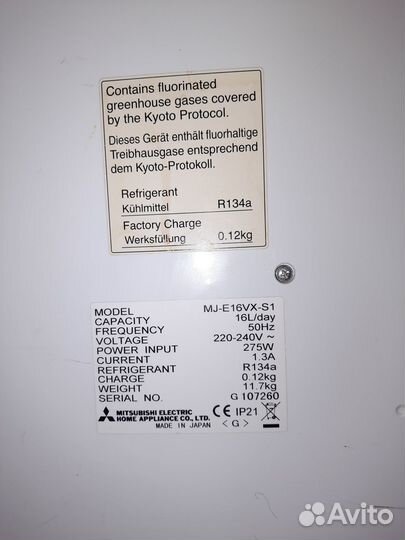 Contains fluorinated
greenhouse gases covered
by the Kyoto Protocol.
Dieses Gerät enthält fluorhaltige
Treibhausgase entsprechend
dem Kyoto-Protokoll.
Refrigerant
Kühlmittel R134a
Factory Charge
Werksfüllung 0.12kg
MODEL MJ-E16VX-S1
CAPACITY 16L/day
FREQUENCY 50Hz
VOLTAGE 220-240V ~
POWER INPUT 275W
CURRENT 1.3A
REFRIGERANT R134a
CHARGE 0.12kg
WEIGHT 11.7kg
SERIAL NO. G 107260
MITSUBISHI ELECTRIC
HOME APPLIANCE CO., LTD.
MADE IN JAPAN
CE IP21
< G >
Avito